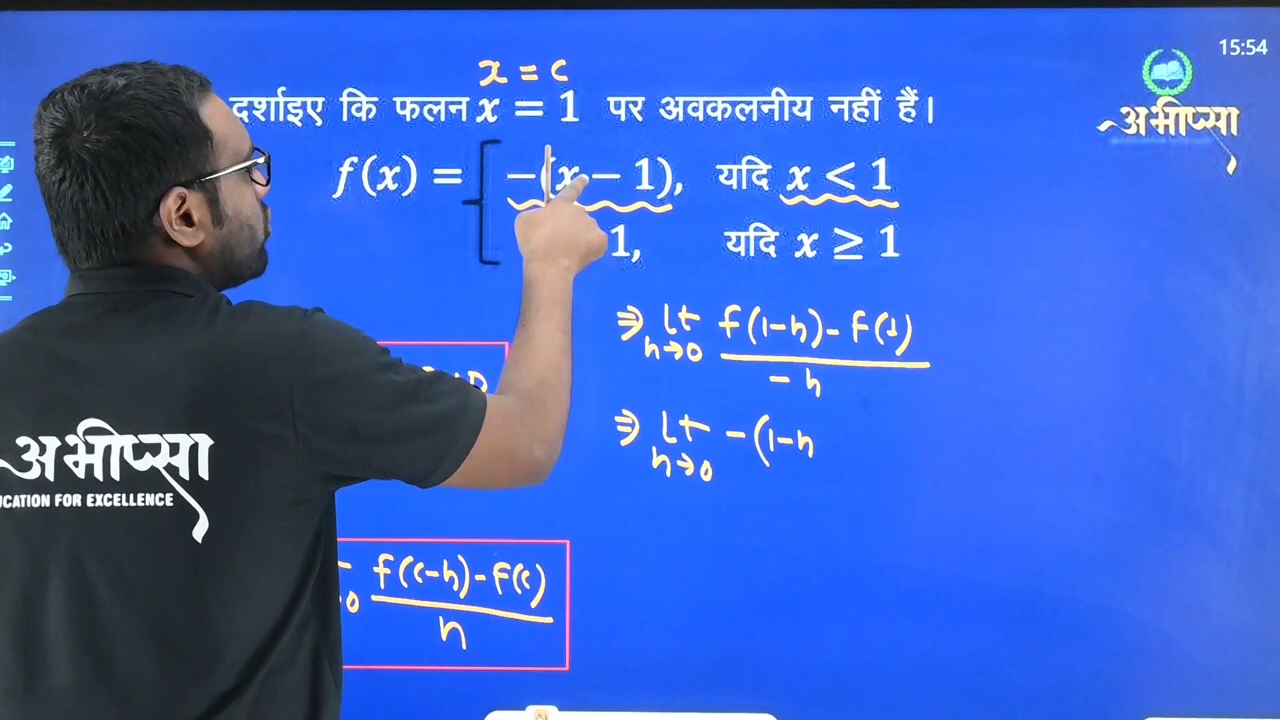 15:54
अभीप्सा
x = c
दर्शाइए कि फलन x = 1 पर अवकलनीय नहीं हैं।
f(x) = -(x - 1), यदि x < 1
1, यदि x ≥ 1
⇒ lt h→0 f(1-h) - f(1)
- h
⇒ lt h→0 -(1-h
अभीप्सा
UCATION FOR EXCELLENCE
f(c-h) - f(c)
h